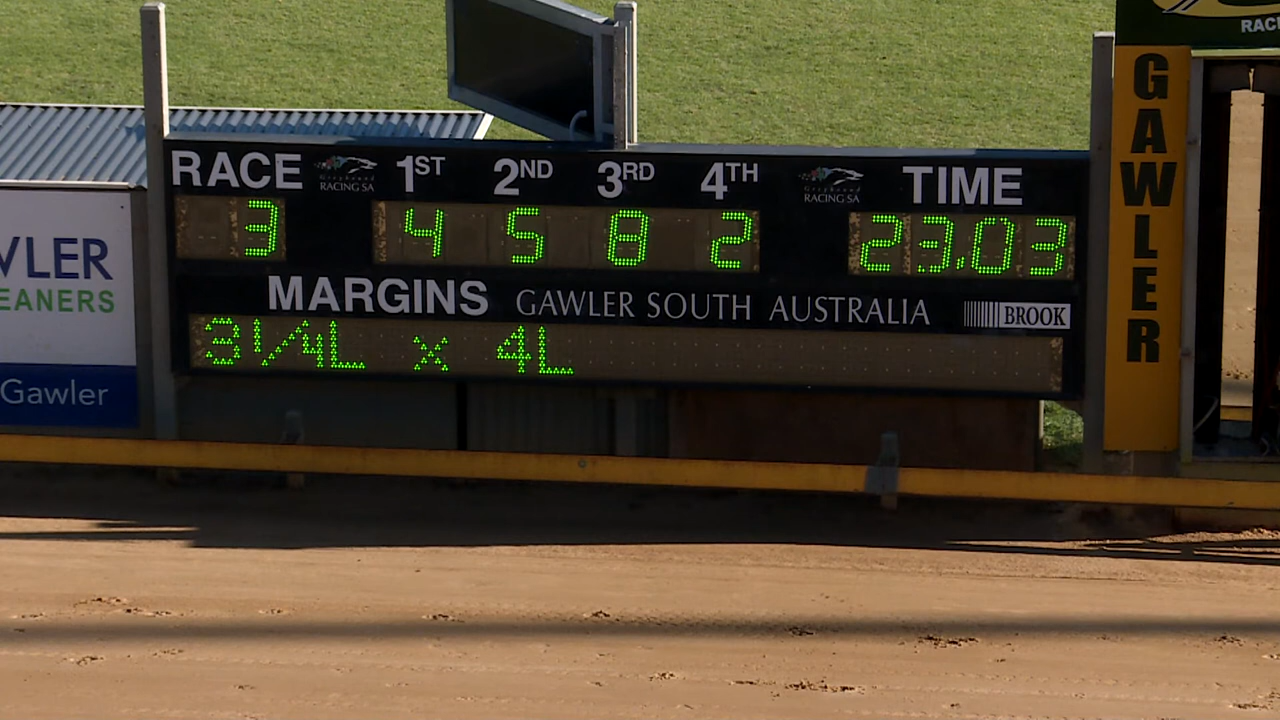 RACI
GAWLER
RACE
Greyhound
RACING SA
1ST 2ND 3RD 4TH
Greyhound
RACING SA
TIME
3 4 5 8 2 23.03
MARGINS GAWLER SOUTH AUSTRALIA BROOK
3 1/4L x 4L
WLER
EANERS
Gawler